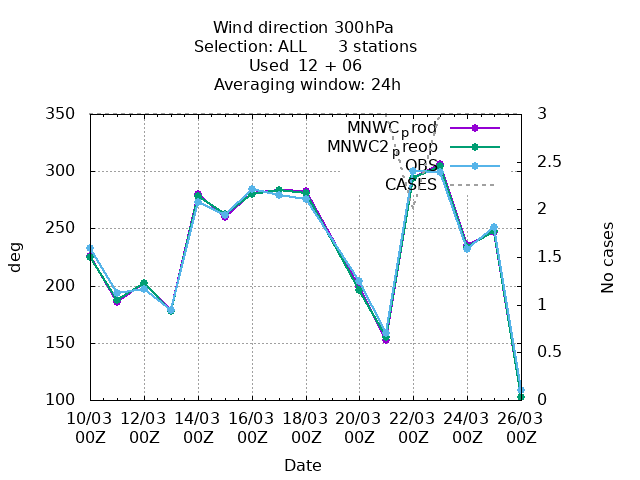 Wind direction 300hPa
Selection: ALL 3 stations
Used 12 + 06
Averaging window: 24h
350 3
MNWCprod
MNWC2preop
300 2.5
OBS
CASES
250 2
200 1.5
150 1
0.5
100 0
deg
No cases
10/03 12/03 14/03 16/03 18/03 20/03 22/03 24/03 26/03
00Z 00Z 00Z 00Z 00Z 00Z 00Z 00Z 00Z
Date